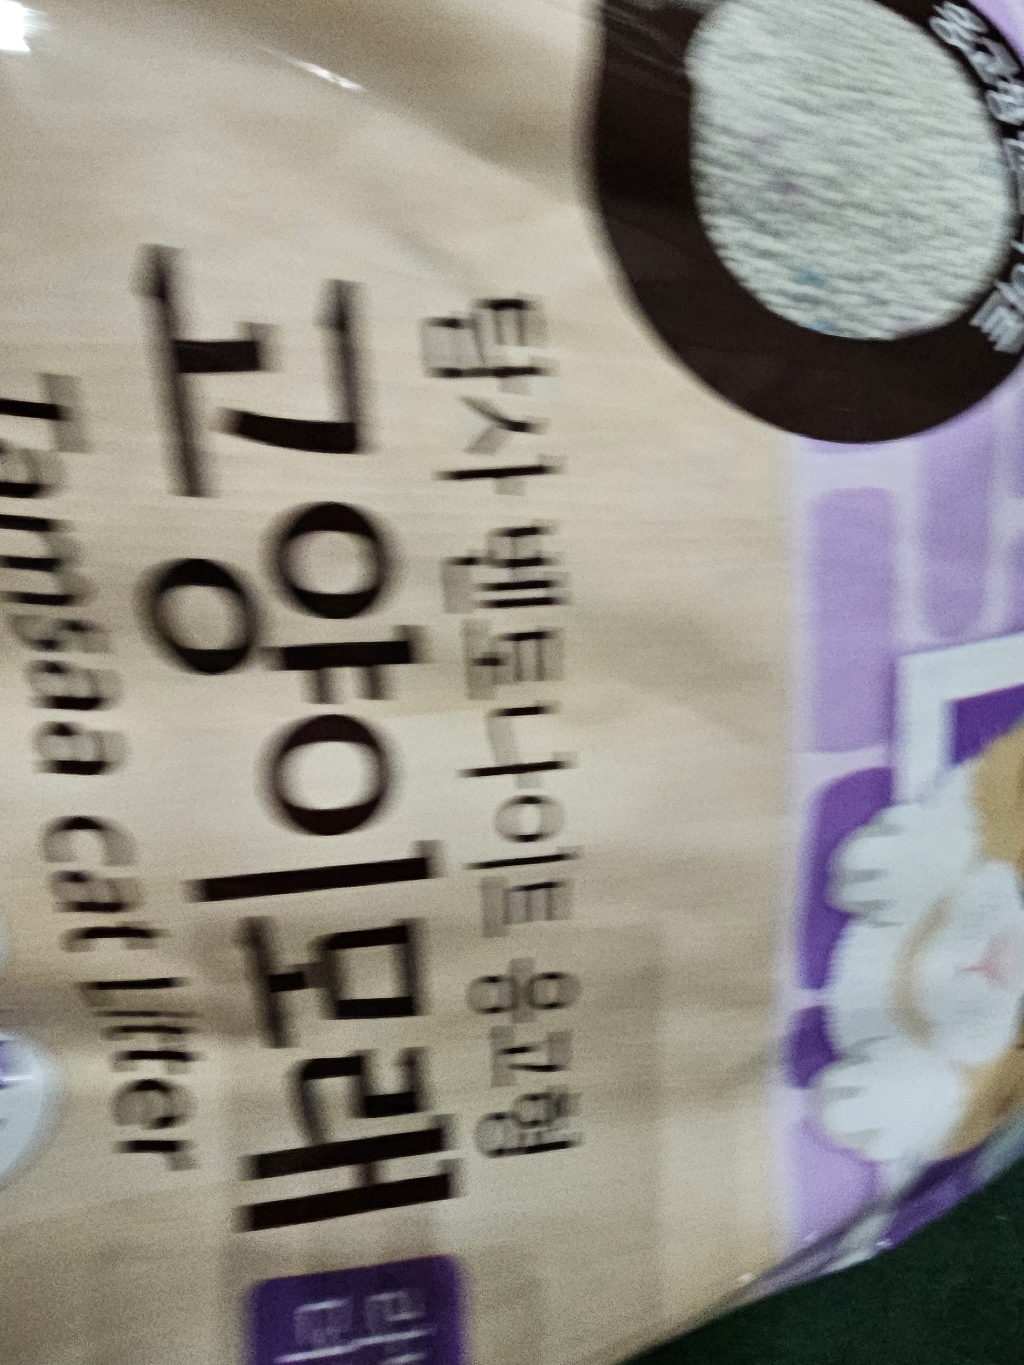 탐사 벤토나이트 응고형
고양이모래
Tamsaa cat litter